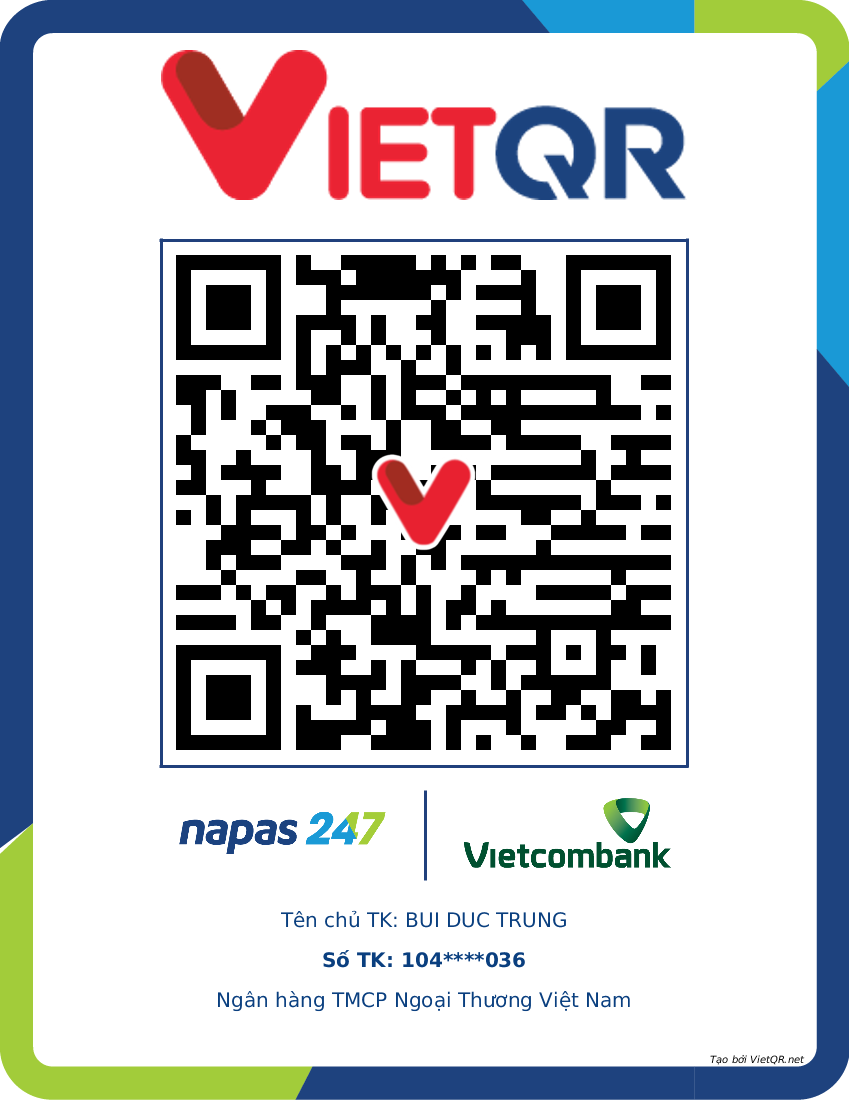 VIETQR
napas 247
Vietcombank
Tên chủ TK: BUI DUC TRUNG
Số TK: 104****036
Ngân hàng TMCP Ngoại Thương Việt Nam
Tạo bởi VietQR.net